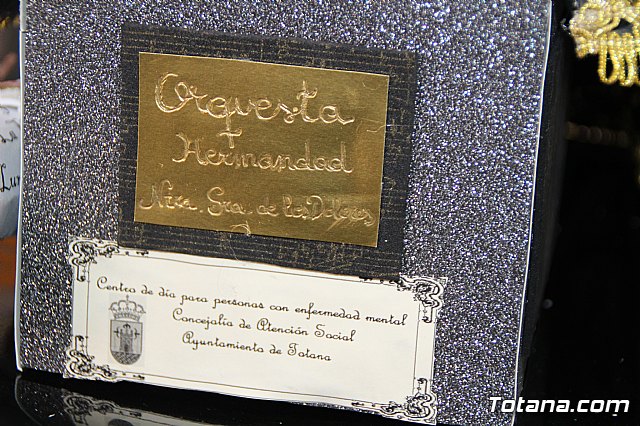 Orquesta
Hermandad
Ntra. Sra. de los Dolores
Centro de día para personas con enfermedad mental
Concejalía de Atención Social
Ayuntamiento de Totana
Totana.com